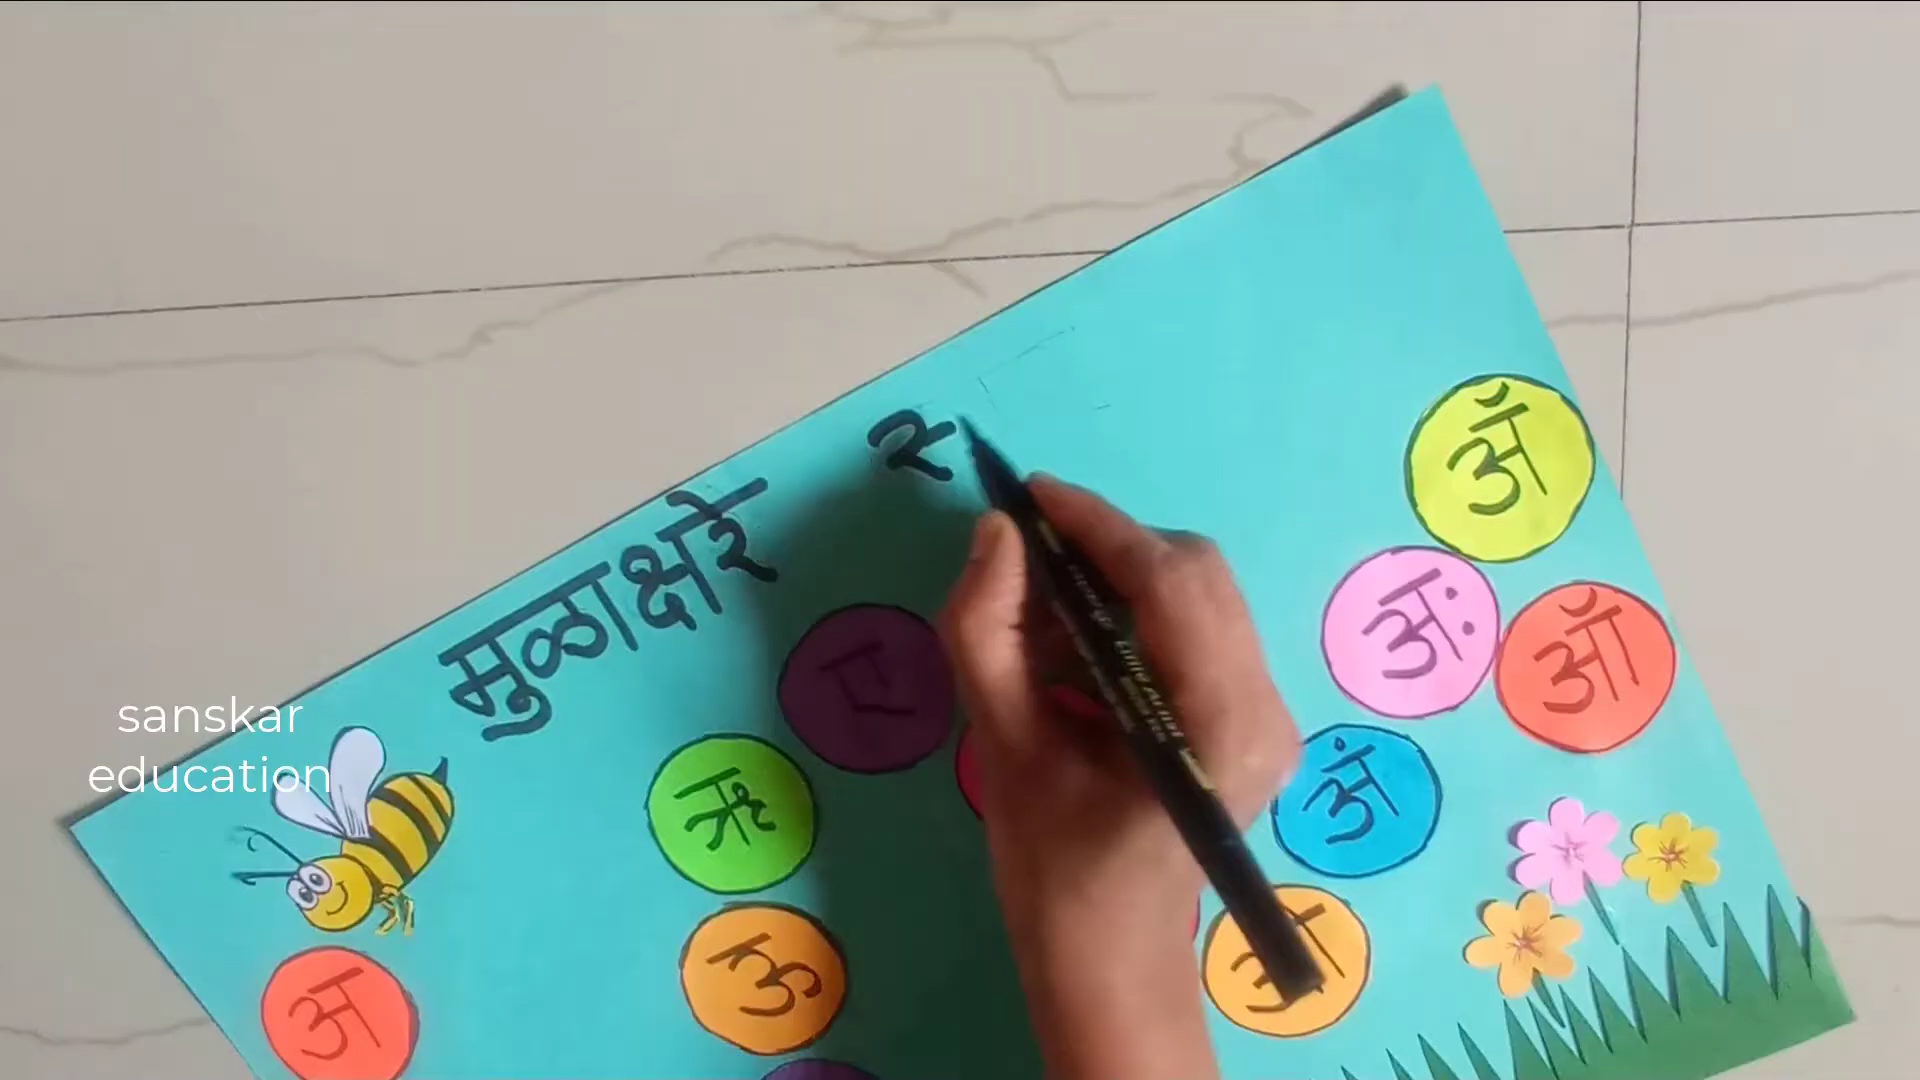 मुळाक्षरे
sanskar
education
अॅ
अः
ऑ
ए
अं
ऋ
अ